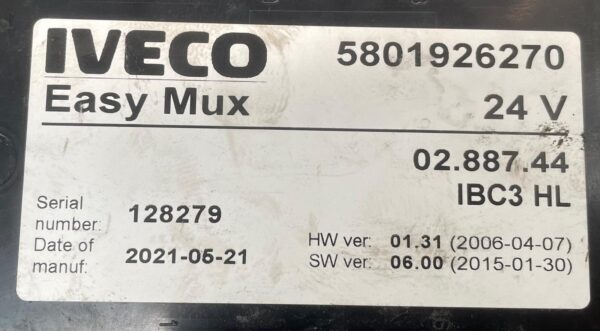 IVECO 5801926270
Easy Mux 24 V
02.887.44
IBC3 HL
Serial
number: 128279
Date of
manuf: 2021-05-21
HW ver: 01.31 (2006-04-07)
SW ver: 06.00 (2015-01-30)